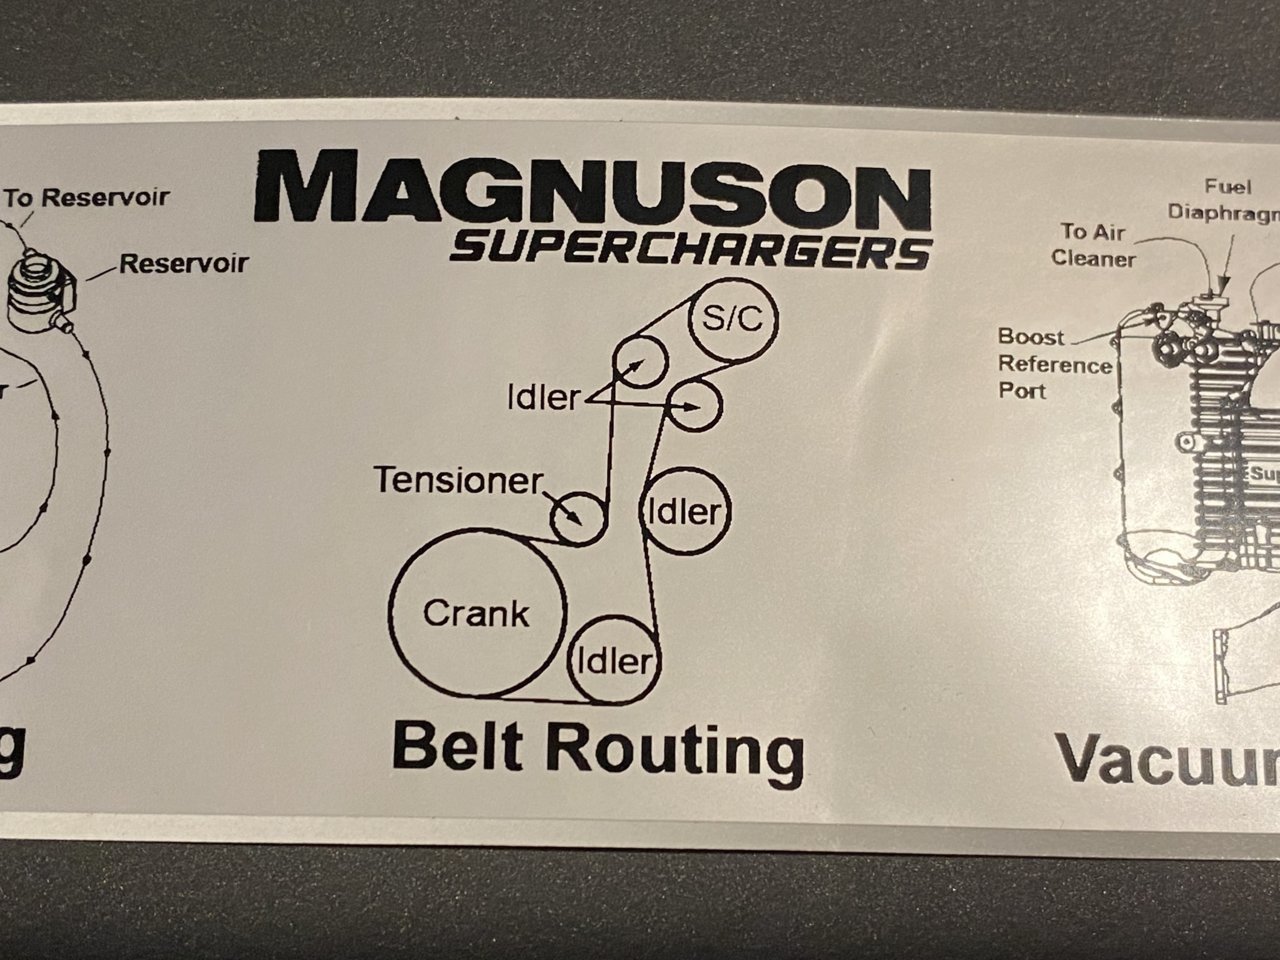 To Reservoir
Reservoir
MAGNUSON
SUPERCHARGERS
S/C
Idler
Tensioner
Idler
Crank
Idler
Belt Routing
Fuel
To Air
Cleaner
Boost
Reference
Port